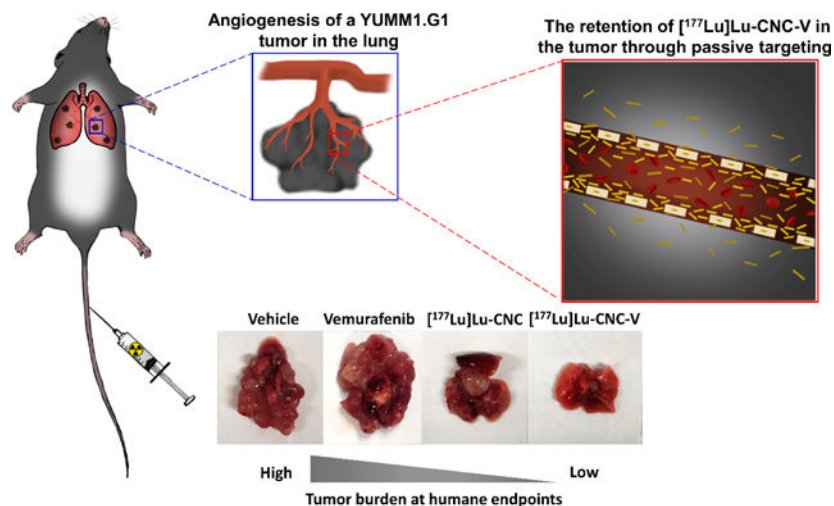 Angiogenesis of a YUMM1.G1
tumor in the lung
The retention of [¹⁷⁷Lu]Lu-CNC-V in
the tumor through passive targeting
Vehicle Vemurafenib [¹⁷⁷Lu]Lu-CNC [¹⁷⁷Lu]Lu-CNC-V
High Low
Tumor burden at humane endpoints